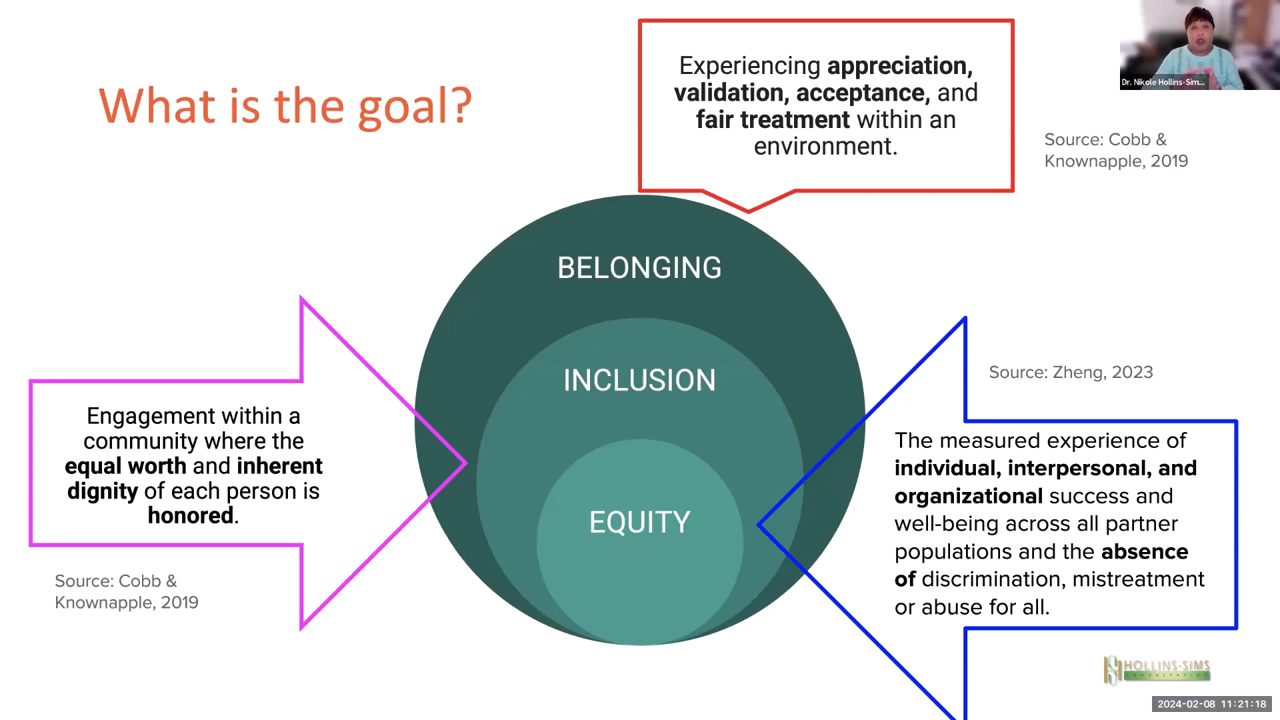 What is the goal?
Experiencing appreciation,
validation, acceptance, and
fair treatment within an
environment.
Dr. Nikole Hollins-Sim...
Source: Cobb &
Knownapple, 2019
BELONGING
INCLUSION
EQUITY
Engagement within a
community where the
equal worth and inherent
dignity of each person is
honored.
Source: Cobb &
Knownapple, 2019
Source: Zheng, 2023
The measured experience of
individual, interpersonal, and
organizational success and
well-being across all partner
populations and the absence
of discrimination, mistreatment
or abuse for all.
HOLLINS-SIMS
2024-02-08 11:21:18